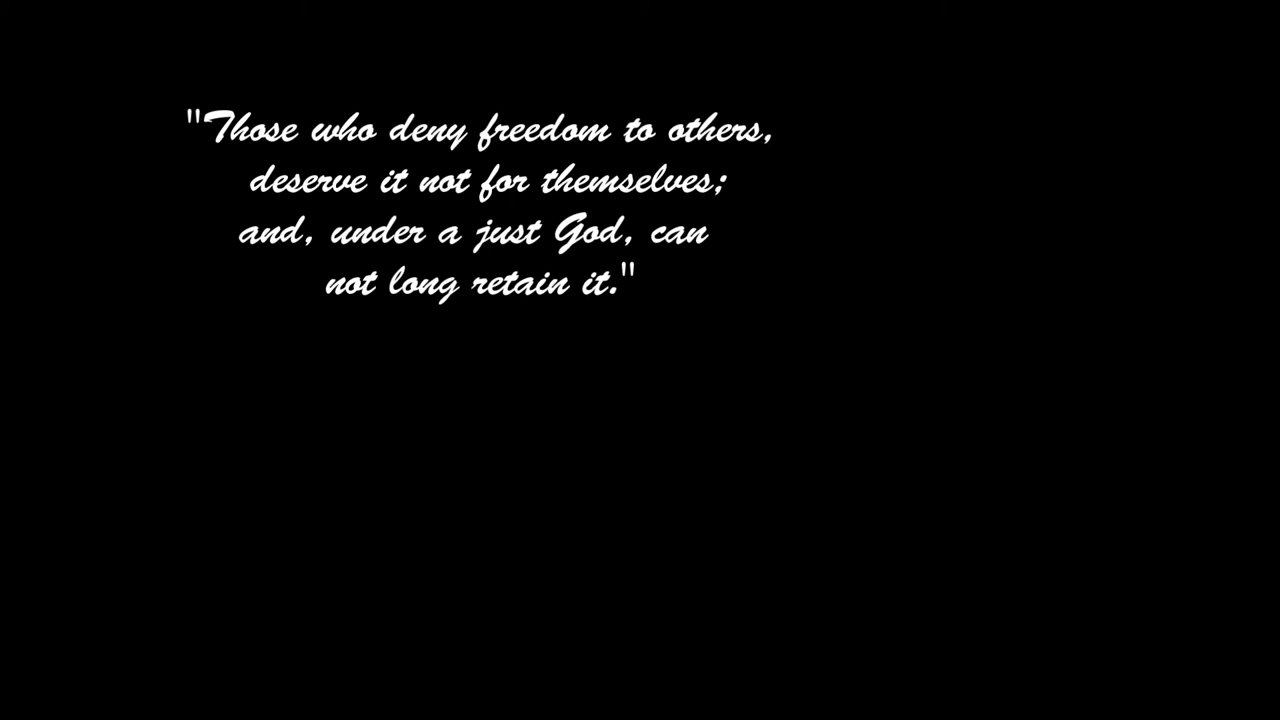 "Those who deny freedom to others,
deserve it not for themselves;
and, under a just God, can
not long retain it."